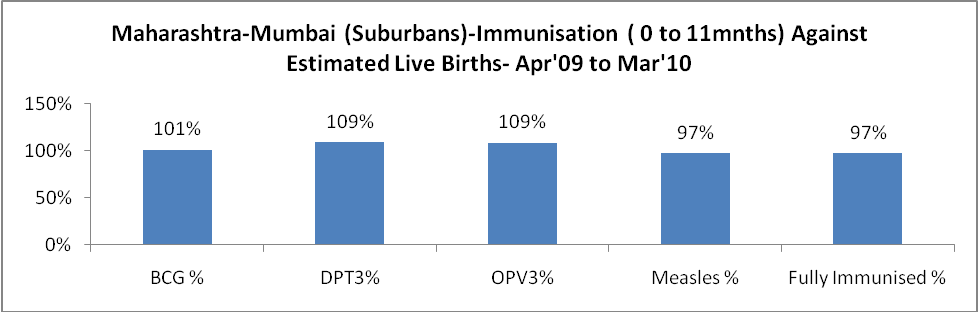 Maharashtra-Mumbai (Suburbans)-Immunisation ( 0 to 11mnths) Against
Estimated Live Births- Apr'09 to Mar'10
150%
100%
50%
0%
101%
109%
109%
97%
97%
BCG %
DPT3%
OPV3%
Measles %
Fully Immunised %